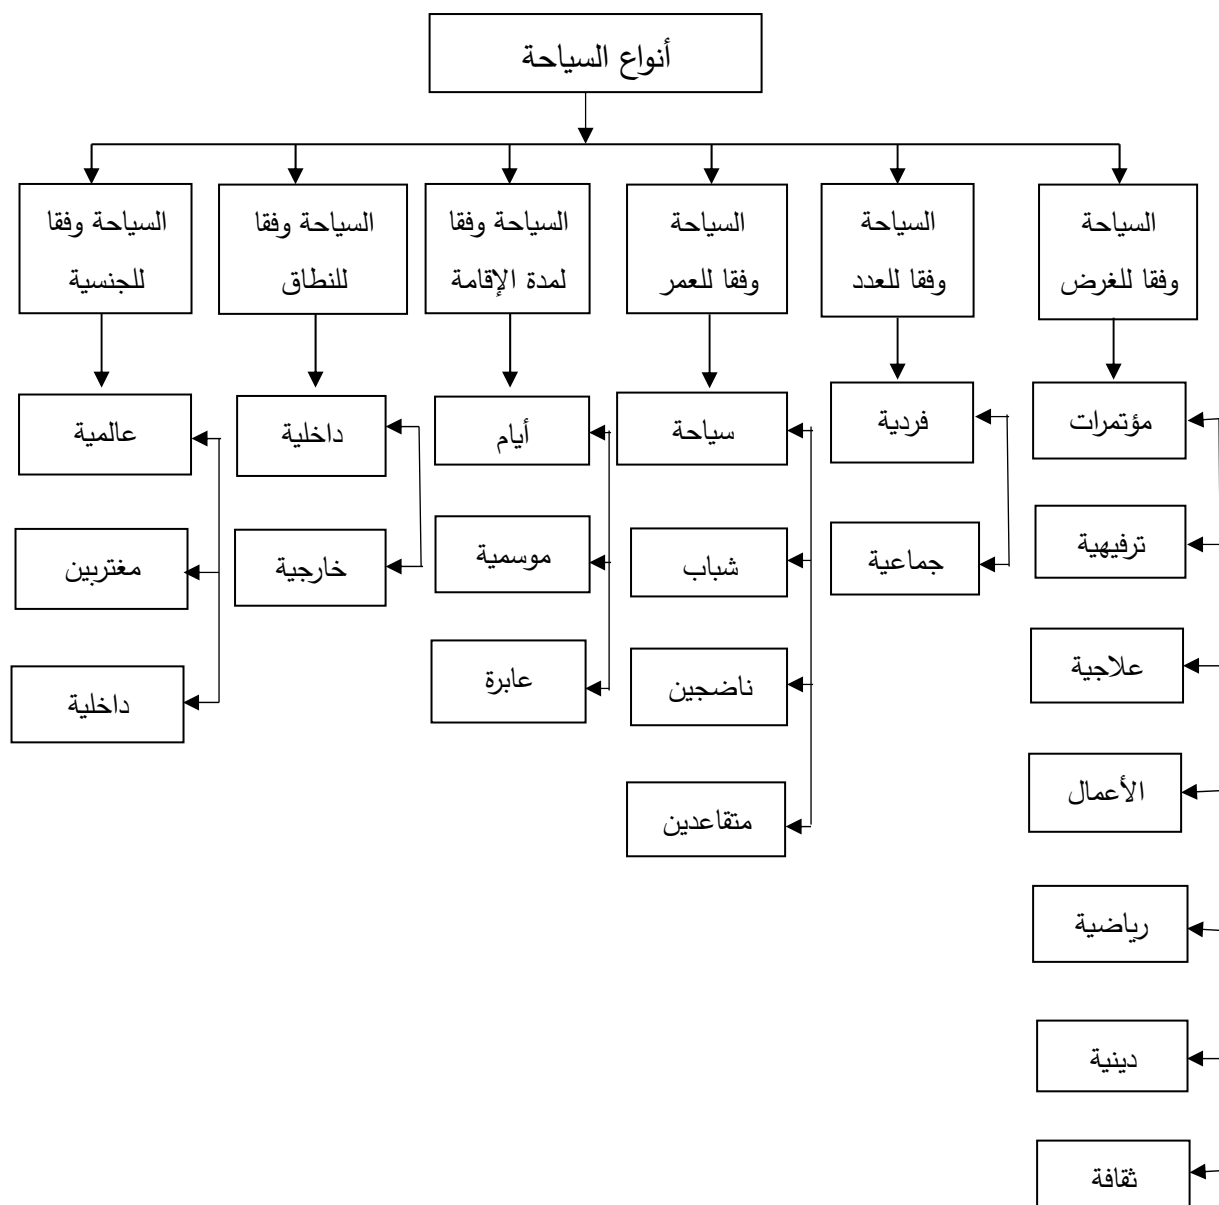 أنواع السياحة
السياحة
وفقا للغرض
السياحة
وفقا للعدد
السياحة
وفقا للعمر
السياحة وفقا
لمدة الإقامة
السياحة وفقا
للنطاق
السياحة وفقا
للجنسية
مؤتمرات
ترفيهية
علاجية
الأعمال
رياضية
دينية
ثقافة
فردية
جماعية
سياحة
شباب
ناضجين
متقاعدين
أيام
موسمية
عابرة
داخلية
خارجية
عالمية
مغتربين
داخلية